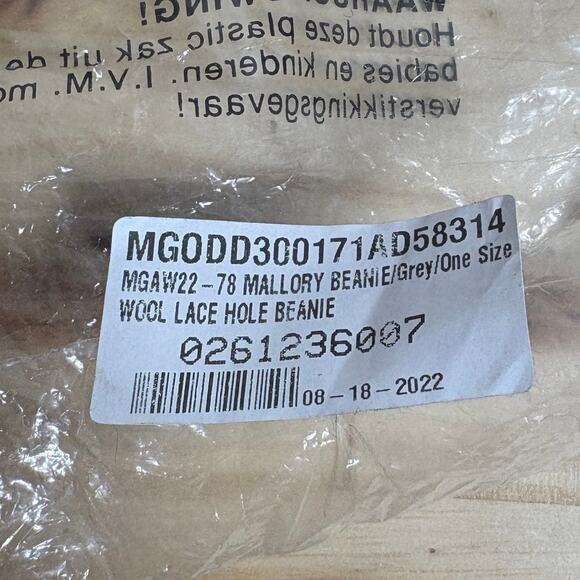 WAARSCHUWING!
Houdt deze plastic zak uit de
babies en kinderen. I.V.M.
verstikkingsgevaar!
MGODD300171AD58314
MGAW22-78 MALLORY BEANIE/Grey/One Size
WOOL LACE HOLE BEANIE
0261236007
08-18-2022